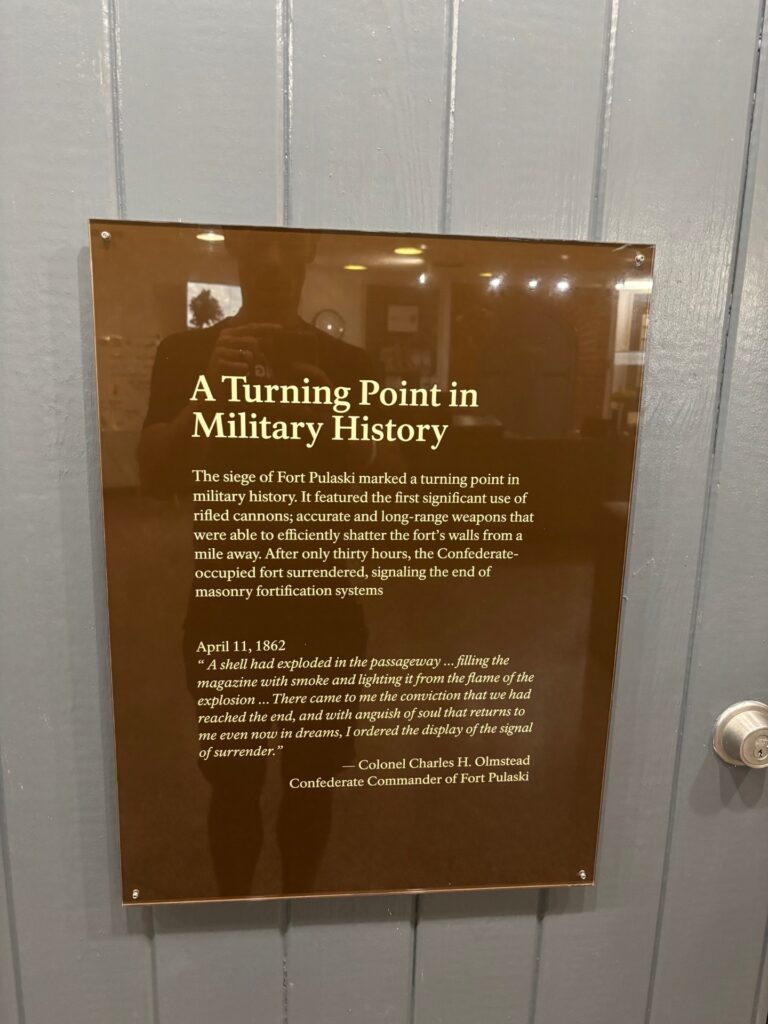 A Turning Point in
Military History
The siege of Fort Pulaski marked a turning point in
military history. It featured the first significant use of
rifled cannons; accurate and long-range weapons that
were able to efficiently shatter the fort's walls from a
mile away. After only thirty hours, the Confederate-
occupied fort surrendered, signaling the end of
masonry fortification systems
April 11, 1862
“ A shell had exploded in the passageway ... filling the
magazine with smoke and lighting it from the flame of the
explosion ... There came to me the conviction that we had
reached the end, and with anguish of soul that returns to
me even now in dreams, I ordered the display of the signal
of surrender.”
— Colonel Charles H. Olmstead
Confederate Commander of Fort Pulaski